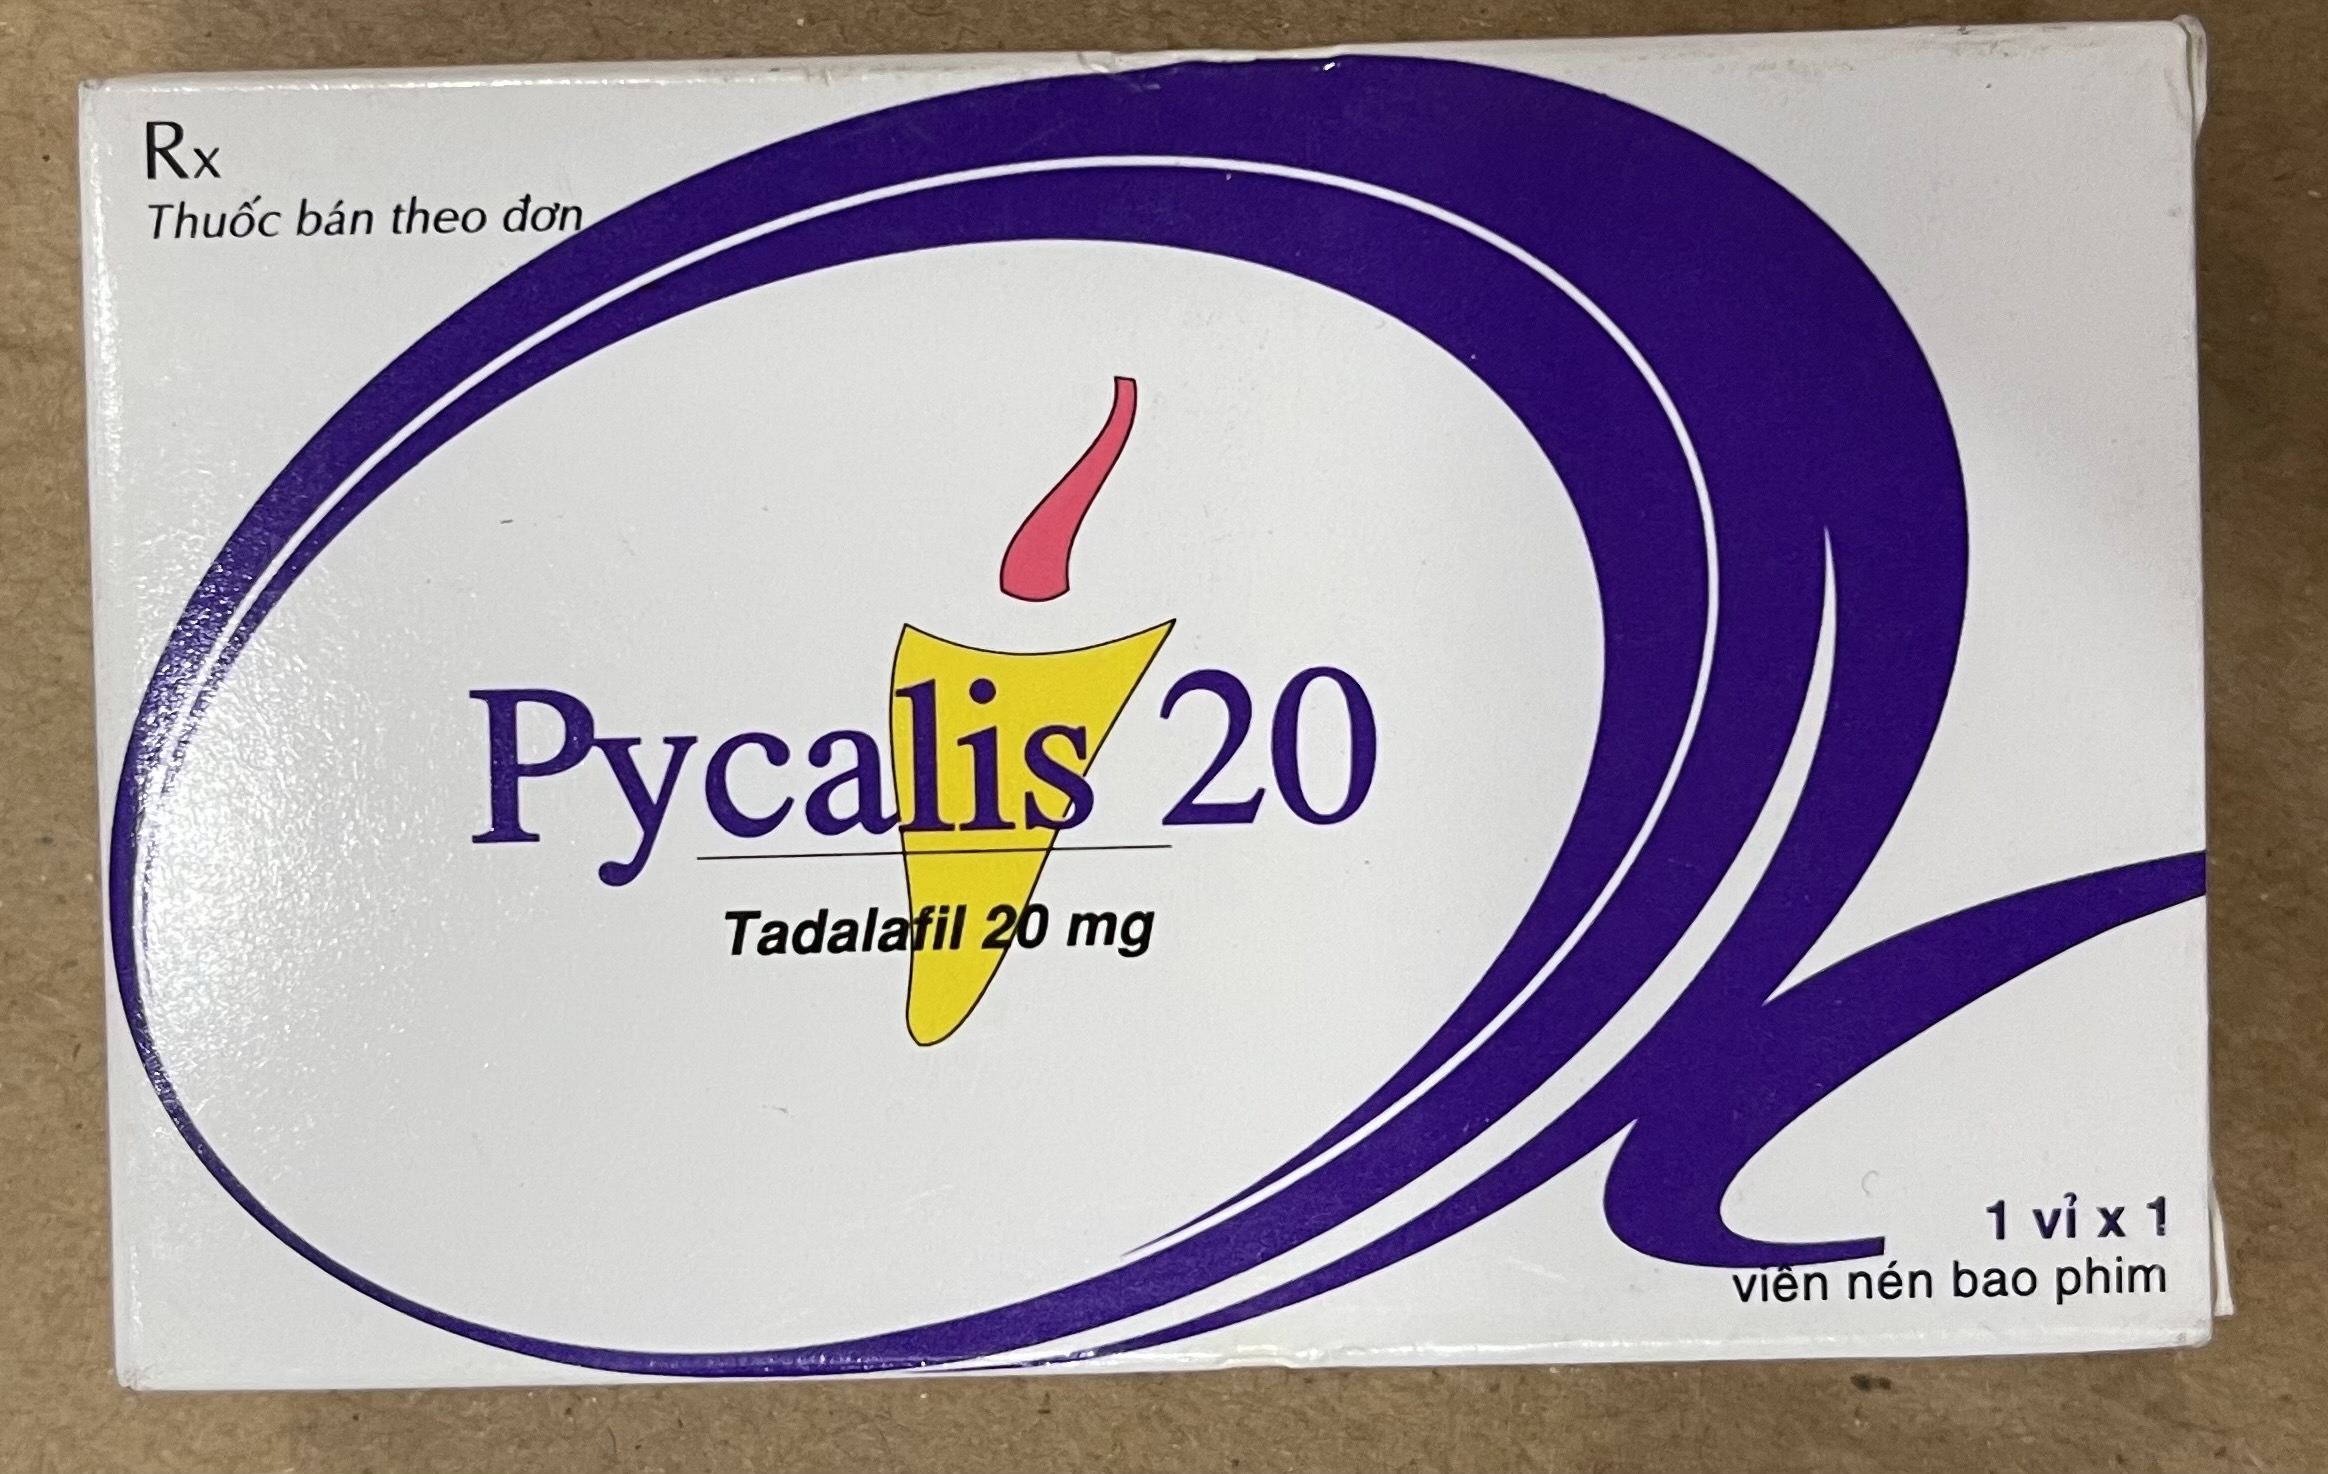 Rx
Thuốc bán theo đơn
Pycalis 20
Tadalafil 20 mg
1 vỉ x 1
viên nén bao phim